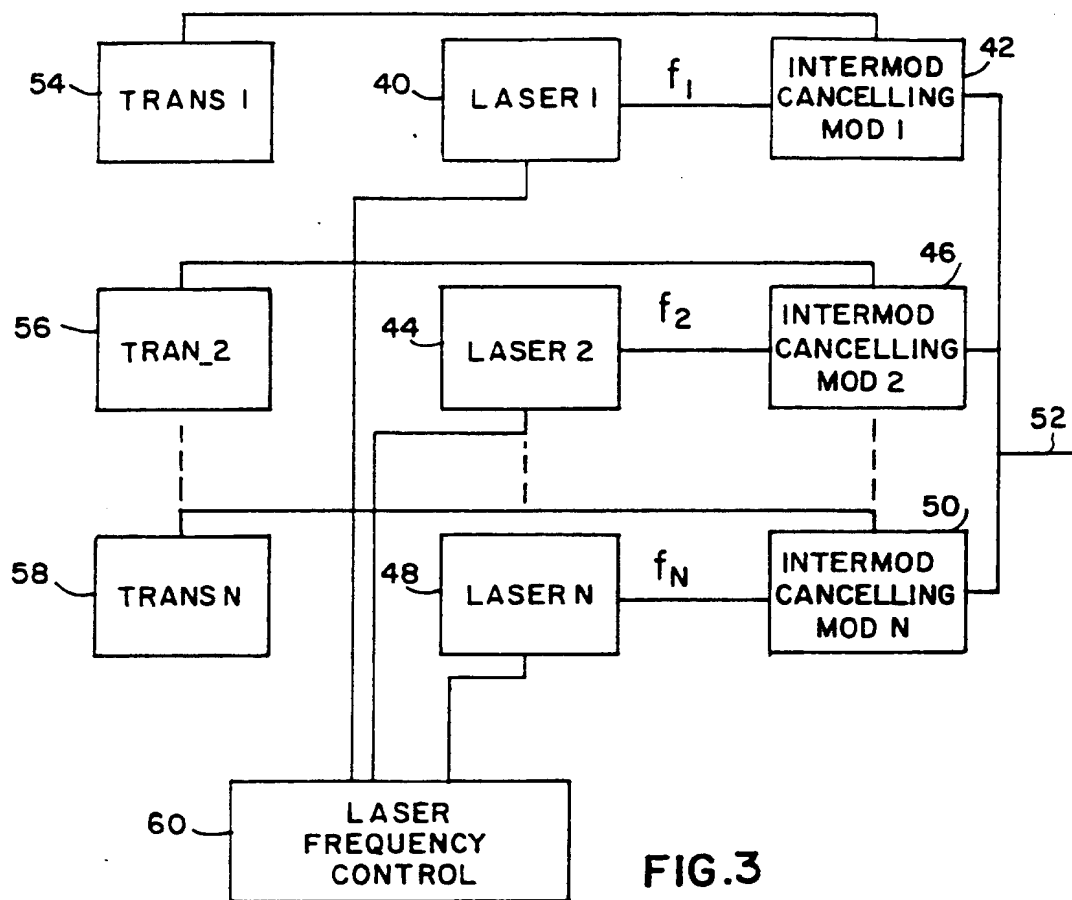 54
TRANS 1
40
LASER 1
f1
INTERMOD
CANCELLING
MOD 1
42
56
TRAN_2
44
LASER 2
f2
INTERMOD
CANCELLING
MOD 2
46
52
58
TRANS N
48
LASER N
fN
INTERMOD
CANCELLING
MOD N
50
60
LASER
FREQUENCY
CONTROL
FIG.3